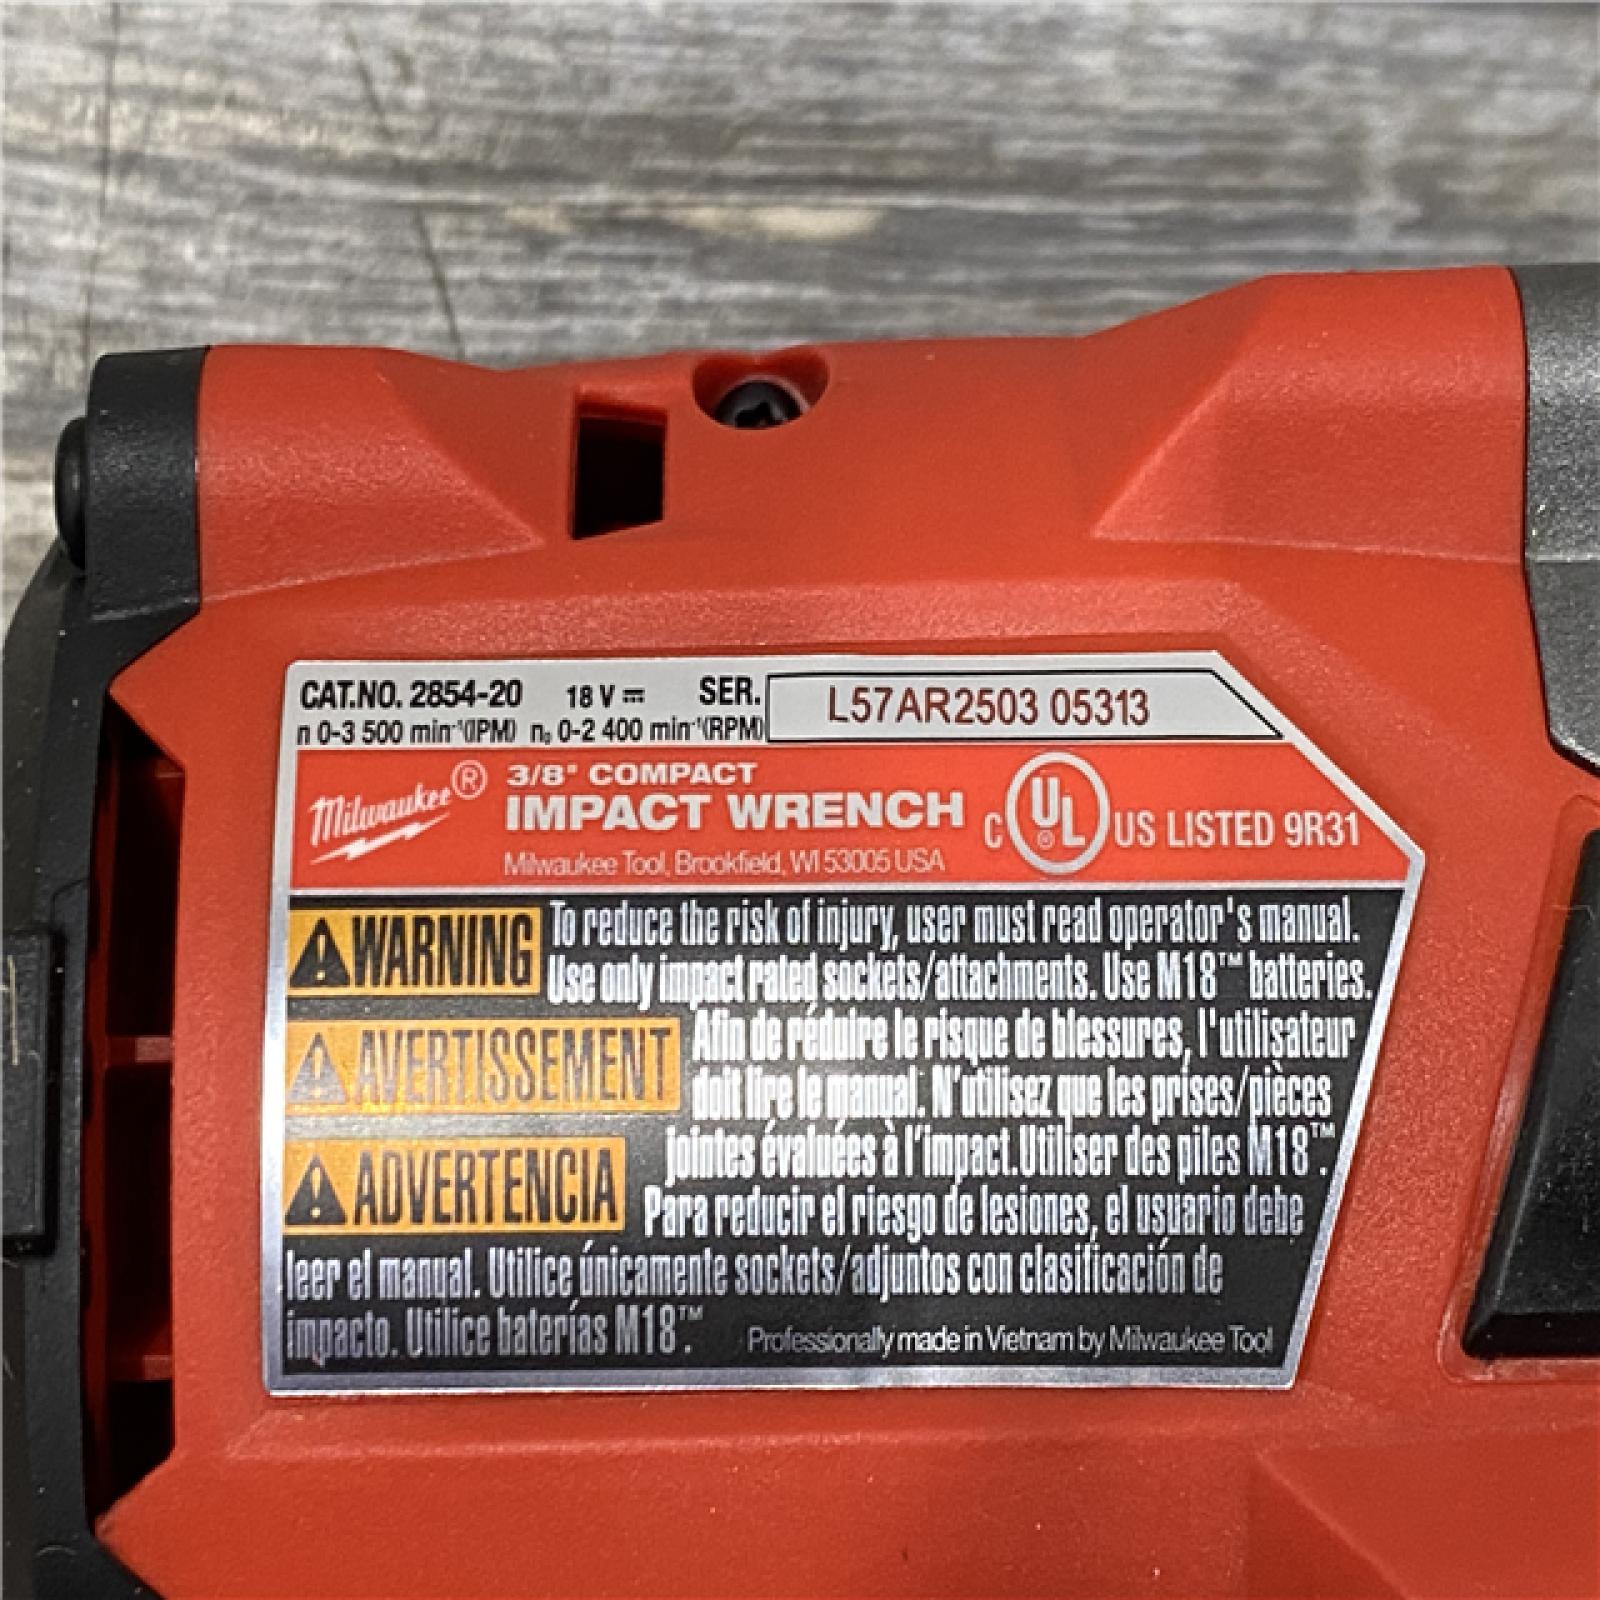 CAT.NO. 2854-20 18 V ⎓ SER. L57AR2503 05313
n 0-3 500 min⁻¹(IPM) n₀ 0-2 400 min⁻¹(RPM)
Milwaukee® 3/8" COMPACT
IMPACT WRENCH
Milwaukee Tool, Brookfield, WI 53005 USA
C UL® US LISTED 9R31
WARNING To reduce the risk of injury, user must read operator's manual.
Use only impact rated sockets/attachments. Use M18™ batteries.
AVERTISSEMENT Afin de réduire le risque de blessures, l'utilisateur
doit lire le manual. N'utilisez que les prises/pièces
jointes évaluées à l'impact.Utiliser des piles M18™.
ADVERTENCIA Para reducir el riesgo de lesiones, el usuario debe
leer el manual. Utilice únicamente sockets/adjuntos con clasificación de
impacto. Utilice baterías M18™.
Professionally made in Vietnam by Milwaukee Tool